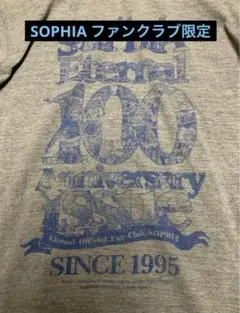 SOPHIA ファンクラブ限定
Eternal
100
Anniversary
ISSUE
Eternal Official Fan Club SOPHIA
SINCE 1995